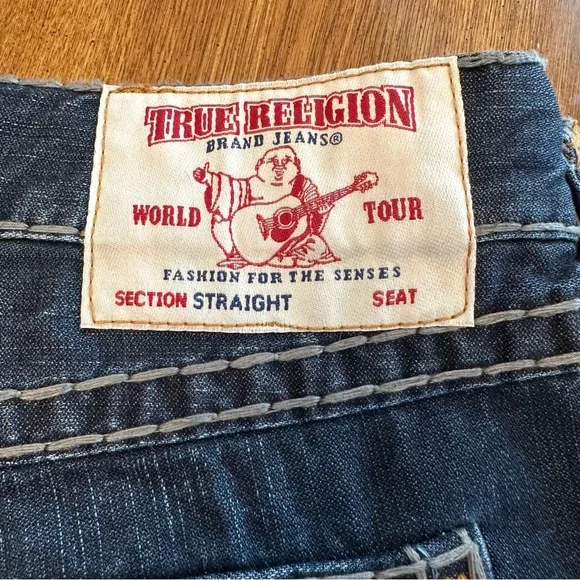 TRUE RELIGION
BRAND JEANS®
WORLD TOUR
FASHION FOR THE SENSES
SECTION STRAIGHT SEAT